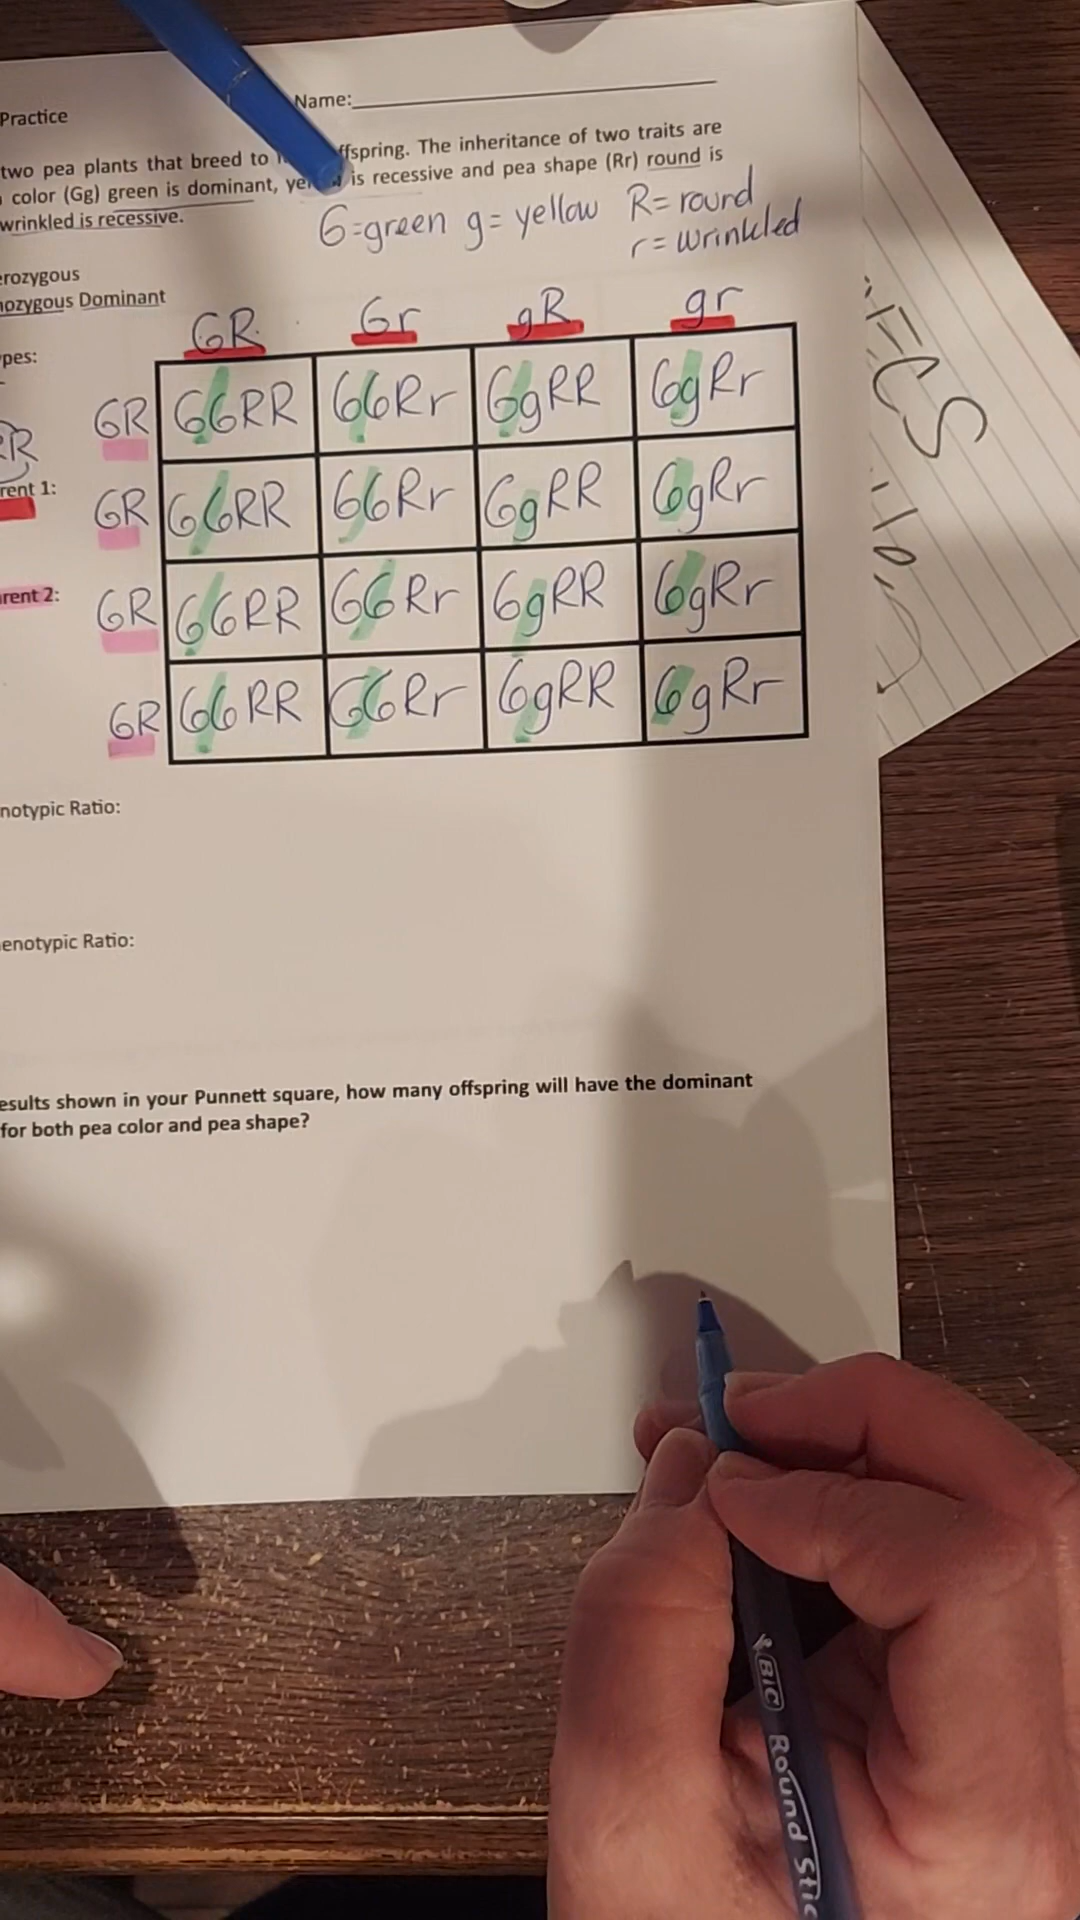 Practice
Name:
two pea plants that breed to offspring. The inheritance of two traits are
color (Gg) green is dominant, is recessive and pea shape (Rr) round is
wrinkled is recessive.
G=green g= yellow R= round
r= wrinkled
erozygous
ozygous Dominant
GR Gr gR gr
pes:
GR GGRR GGRr GgRR GgRr
R
rent 1:
GR GGRR GGRr GgRR GgRr
rent 2:
GR GGRR GGRr GgRR GgRr
GR GGRR GGRr GgRR GgRr
notypic Ratio:
enotypic Ratio:
esults shown in your Punnett square, how many offspring will have the dominant
for both pea color and pea shape?
BIC Round Stic